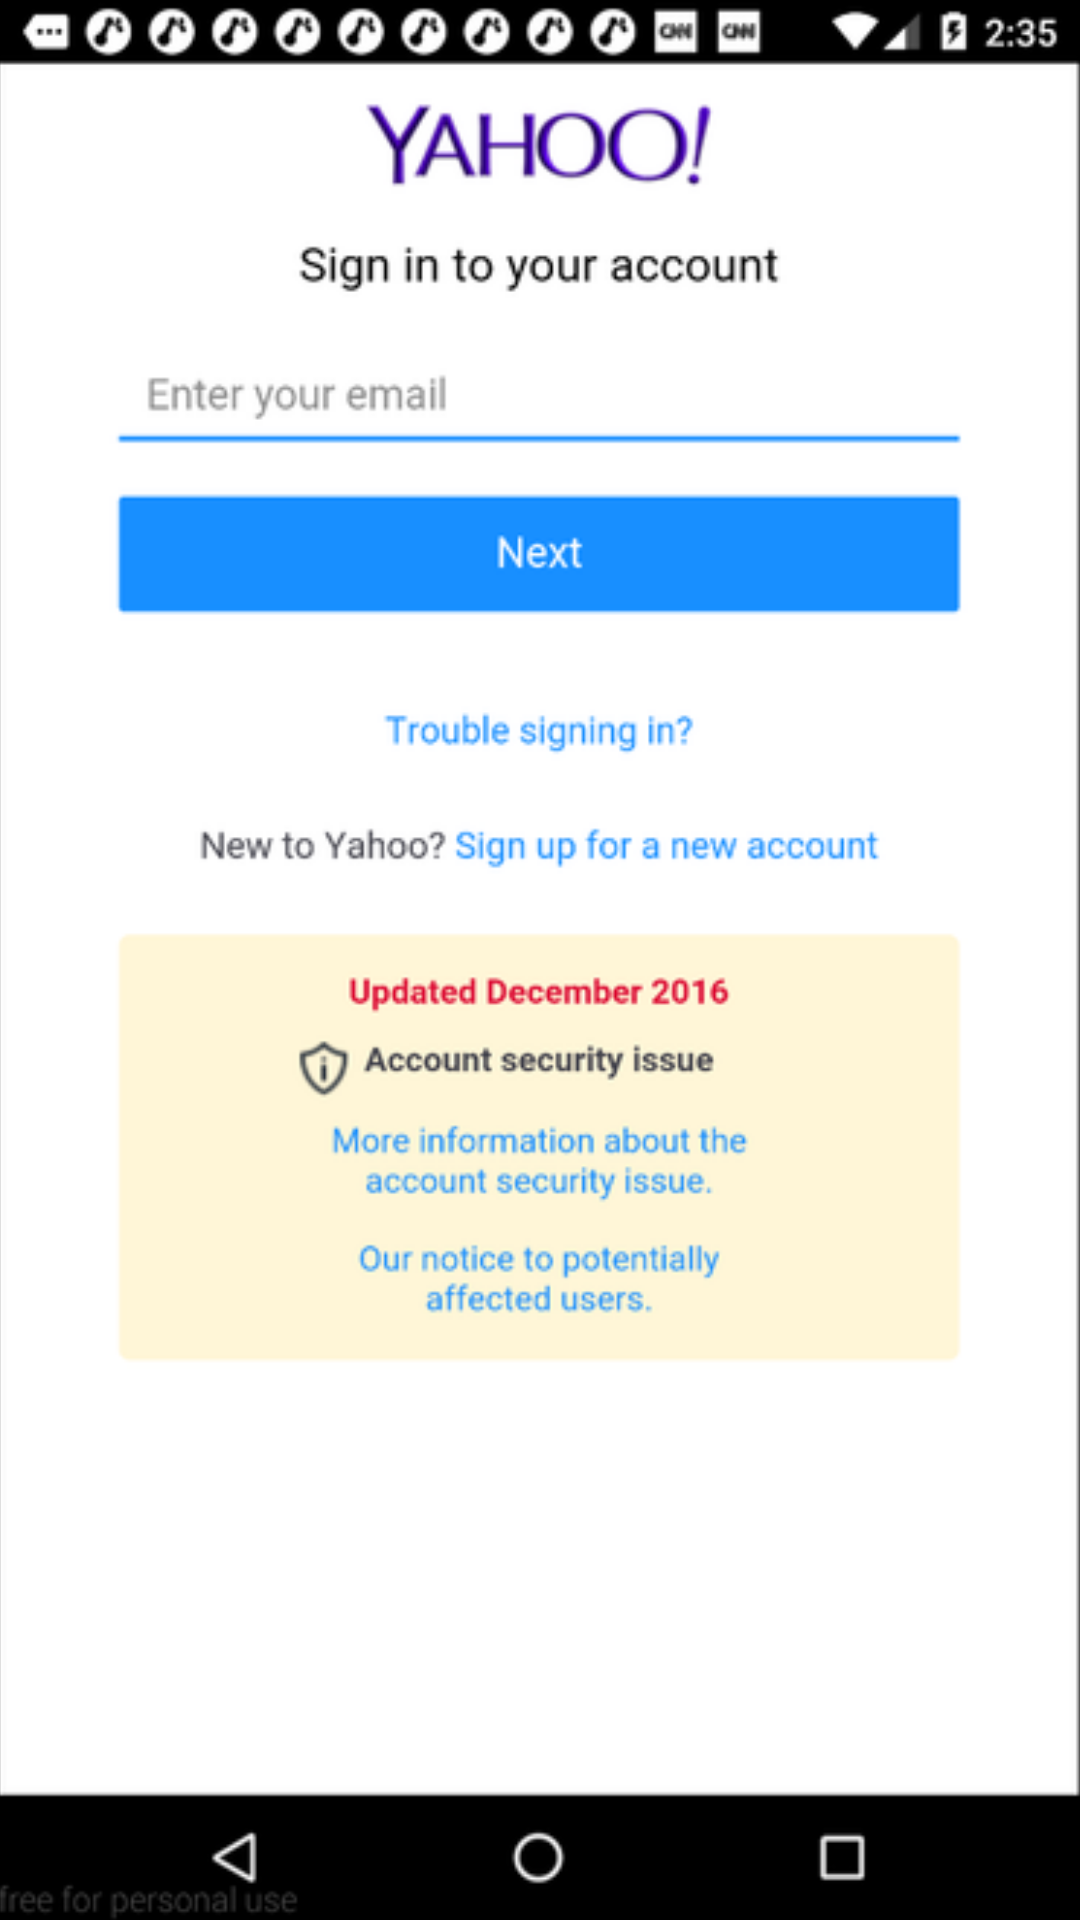 CNN CNN 2:35
YAHOO!
Sign in to your account
Enter your email
Next
Trouble signing in?
New to Yahoo? Sign up for a new account
Updated December 2016
Account security issue
More information about the
account security issue.
Our notice to potentially
affected users.
free for personal use